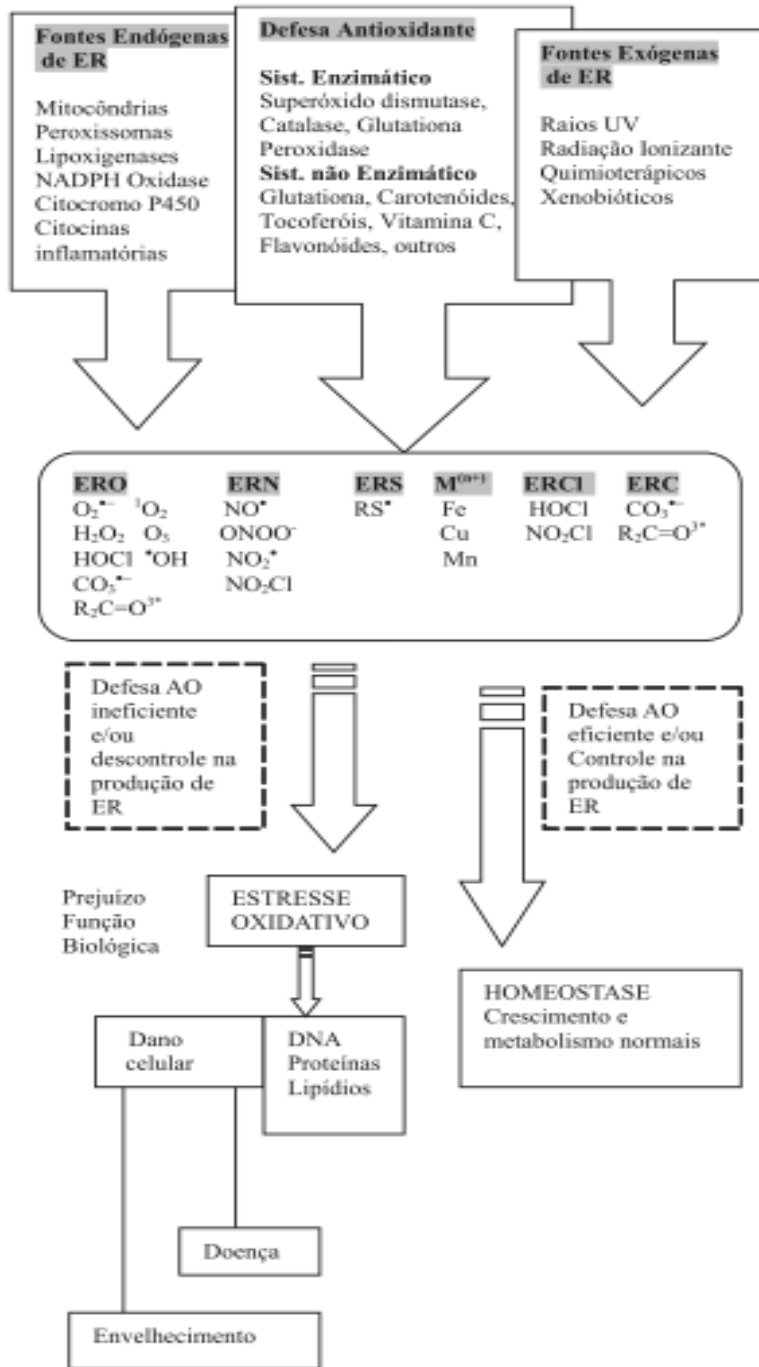 Fontes Endógenas
de ER
Mitocôndrias
Peroxissomas
Lipoxigenases
NADPH Oxidase
Citocromo P450
Citocinas
inflamatórias
Defesa Antioxidante
Sist. Enzimático
Superóxido dismutase,
Catalase, Glutationa
Peroxidase
Sist. não Enzimático
Glutationa, Carotenóides,
Tocoferóis, Vitamina C,
Flavonóides, outros
Fontes Exógenas
de ER
Raios UV
Radiação Ionizante
Quimioterápicos
Xenobióticos
ERO
O₂•– ¹O₂
H₂O₂ O₃
HOCl •OH
CO₃•–
R₂C=O³*
ERN
NO•
ONOO⁻
NO₂•
NO₂Cl
ERS
RS•
M⁽ⁿ⁺⁾
Fe
Cu
Mn
ERCl
HOCl
NO₂Cl
ERC
CO₃•–
R₂C=O³*
Defesa AO
ineficiente
e/ou
descontrole na
produção de
ER
Defesa AO
eficiente e/ou
Controle na
produção de
ER
Prejuízo
Função
Biológica
ESTRESSE
OXIDATIVO
HOMEOSTASE
Crescimento e
metabolismo normais
Dano
celular
DNA
Proteínas
Lipídios
Doença
Envelhecimento